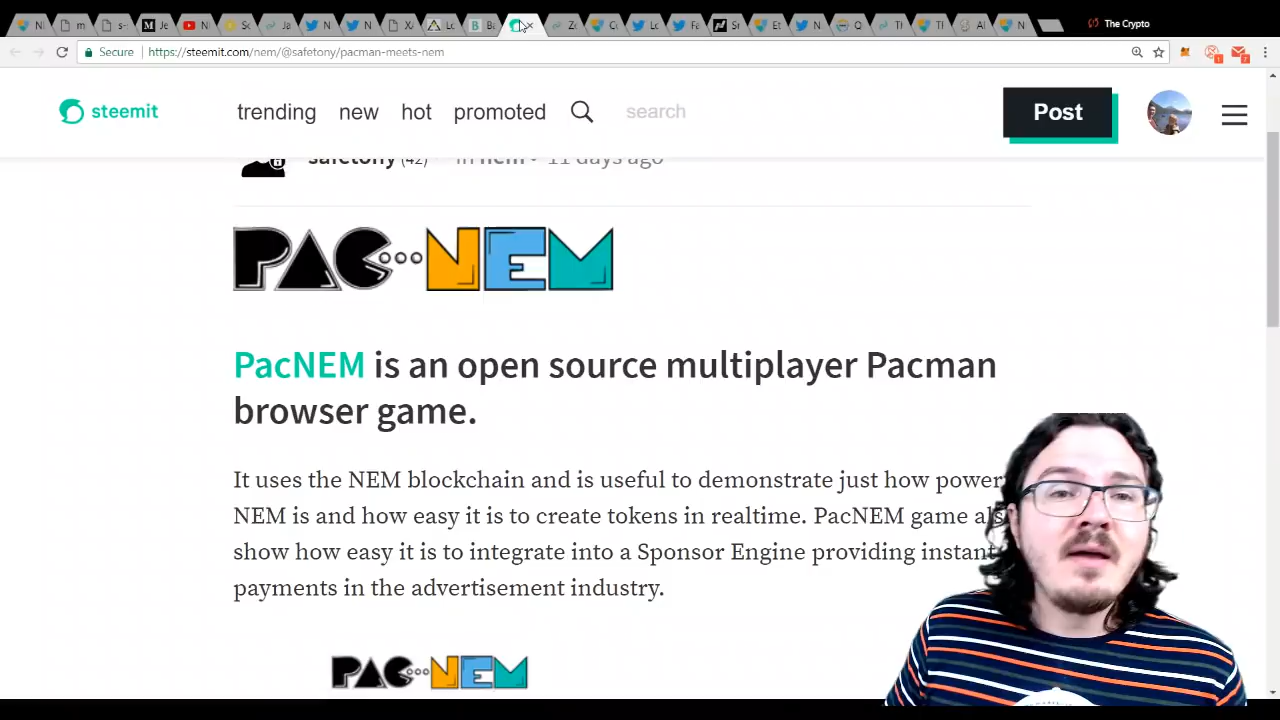 The Crypto
Secure
https://steemit.com/nem/@safetony/pacman-meets-nem
steemit
trending
new
hot
promoted
search
Post
safetony (42) in nem • 11 days ago
PAC•••NEM
PacNEM is an open source multiplayer Pacman
browser game.
It uses the NEM blockchain and is useful to demonstrate just how power
NEM is and how easy it is to create tokens in realtime. PacNEM game als
show how easy it is to integrate into a Sponsor Engine providing instant
payments in the advertisement industry.
PAC•••NEM